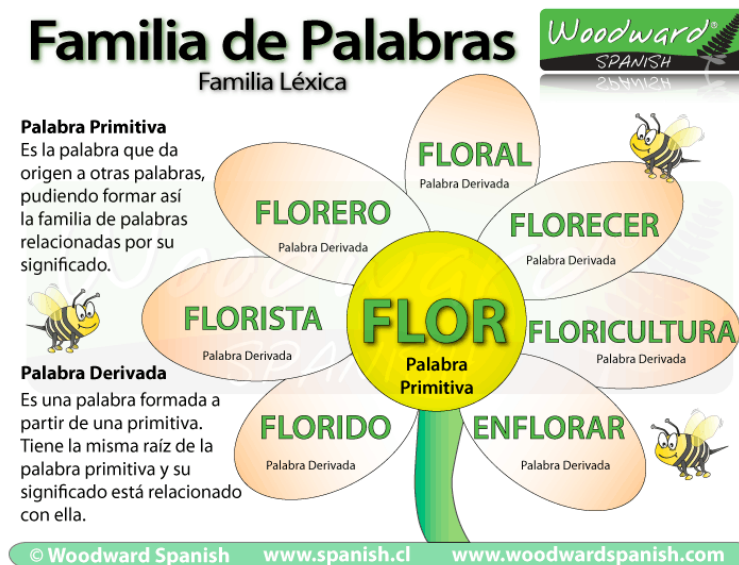 Familia de Palabras
Familia Léxica
Woodward®
SPANISH
Palabra Primitiva
Es la palabra que da
origen a otras palabras,
pudiendo formar así
la familia de palabras
relacionadas por su
significado.
Palabra Derivada
Es una palabra formada a
partir de una primitiva.
Tiene la misma raíz de la
palabra primitiva y su
significado está relacionado
con ella.
FLORAL
Palabra Derivada
FLORERO
Palabra Derivada
FLORECER
Palabra Derivada
FLORISTA
Palabra Derivada
FLOR
Palabra
Primitiva
FLORICULTURA
Palabra Derivada
FLORIDO
Palabra Derivada
ENFLORAR
Palabra Derivada
Woodward
SPANISH
© Woodward Spanish www.spanish.cl www.woodwardspanish.com